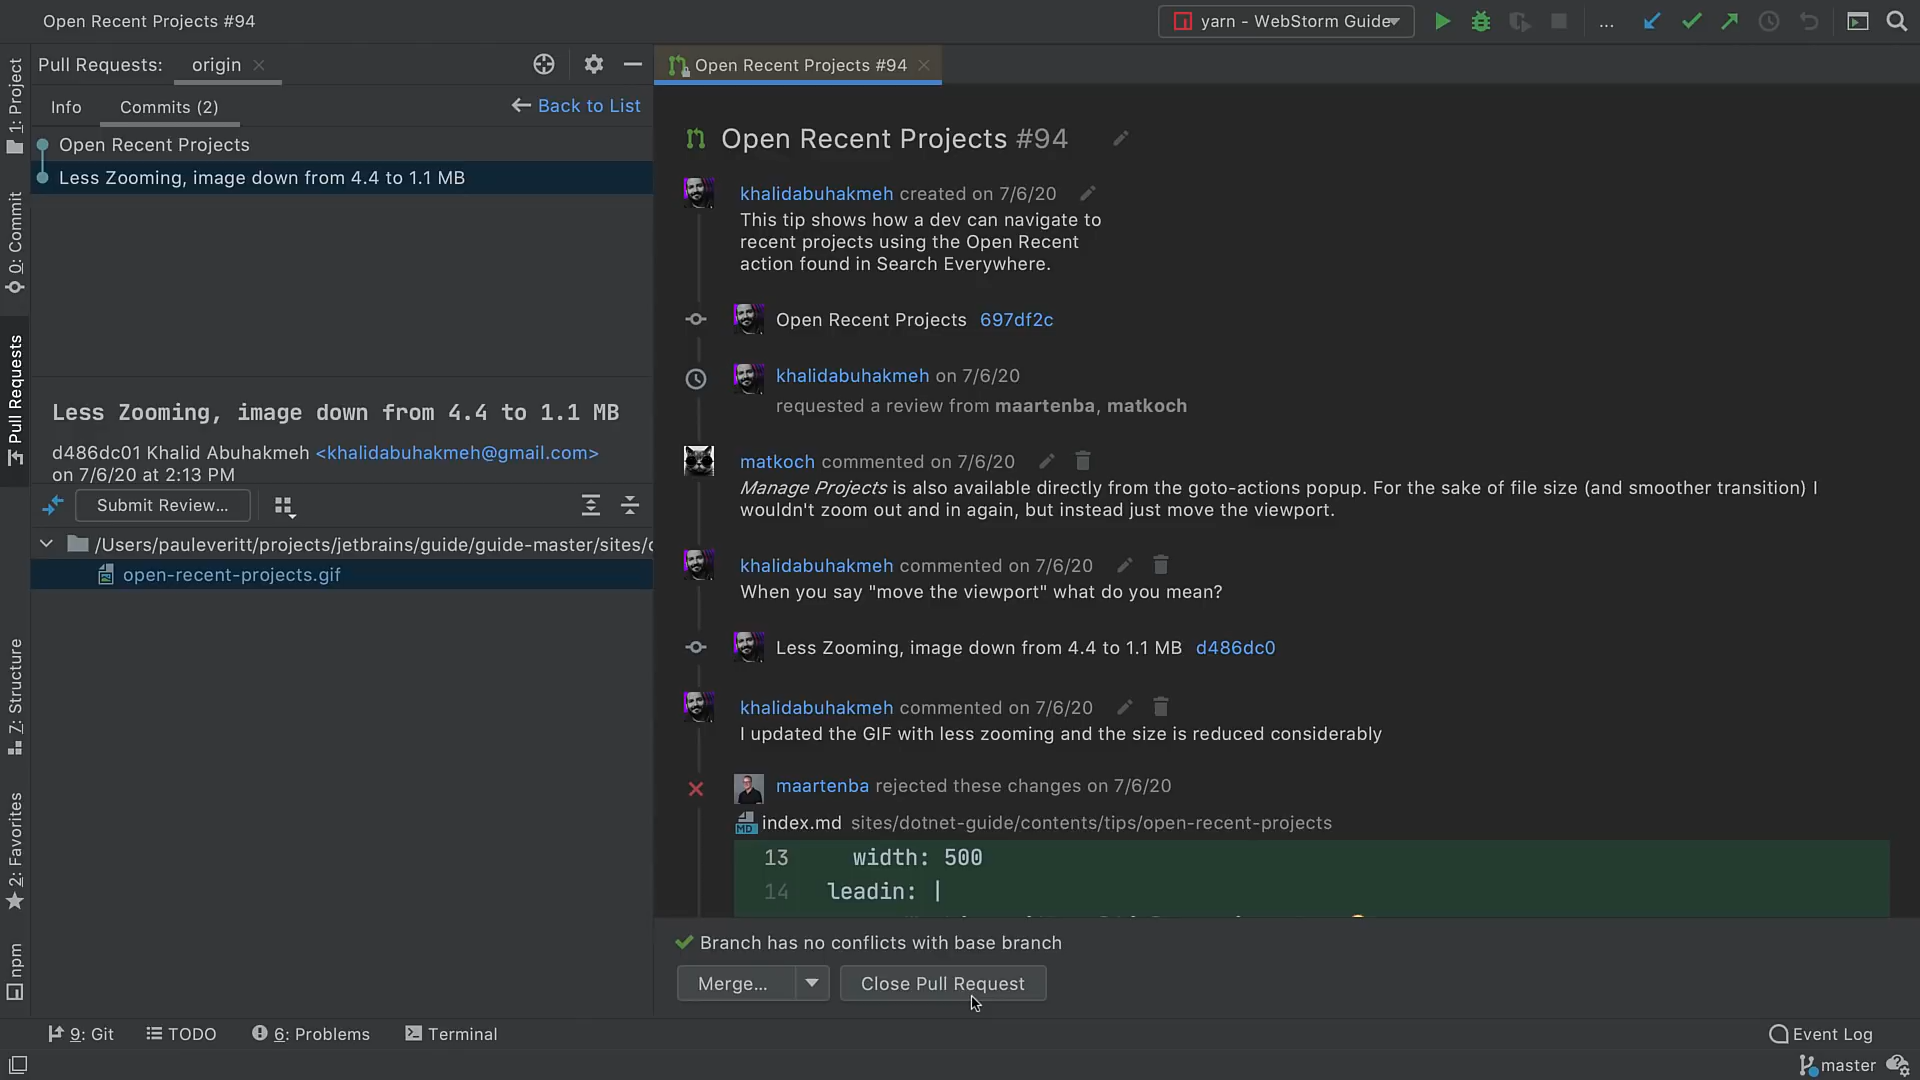 Open Recent Projects #94
yarn - WebStorm Guide
...
Pull Requests:
origin
Open Recent Projects #94
Info
Commits (2)
Back to List
Open Recent Projects
Less Zooming, image down from 4.4 to 1.1 MB
1: Project
0: Commit
Pull Requests
7: Structure
2: Favorites
npm
Less Zooming, image down from 4.4 to 1.1 MB
d486dc01 Khalid Abuhakmeh <khalidabuhakmeh@gmail.com>
on 7/6/20 at 2:13 PM
Submit Review...
/Users/pauleveritt/projects/jetbrains/guide/guide-master/sites/
open-recent-projects.gif
Open Recent Projects #94
khalidabuhakmeh created on 7/6/20
This tip shows how a dev can navigate to
recent projects using the Open Recent
action found in Search Everywhere.
Open Recent Projects 697df2c
khalidabuhakmeh on 7/6/20
requested a review from maartenba, matkoch
matkoch commented on 7/6/20
Manage Projects is also available directly from the goto-actions popup. For the sake of file size (and smoother transition) I
wouldn't zoom out and in again, but instead just move the viewport.
khalidabuhakmeh commented on 7/6/20
When you say "move the viewport" what do you mean?
Less Zooming, image down from 4.4 to 1.1 MB d486dc0
khalidabuhakmeh commented on 7/6/20
I updated the GIF with less zooming and the size is reduced considerably
maartenba rejected these changes on 7/6/20
MD index.md sites/dotnet-guide/contents/tips/open-recent-projects
13 width: 500
14 leadin: |
Branch has no conflicts with base branch
Merge...
Close Pull Request
9: Git
TODO
6: Problems
Terminal
Event Log
master